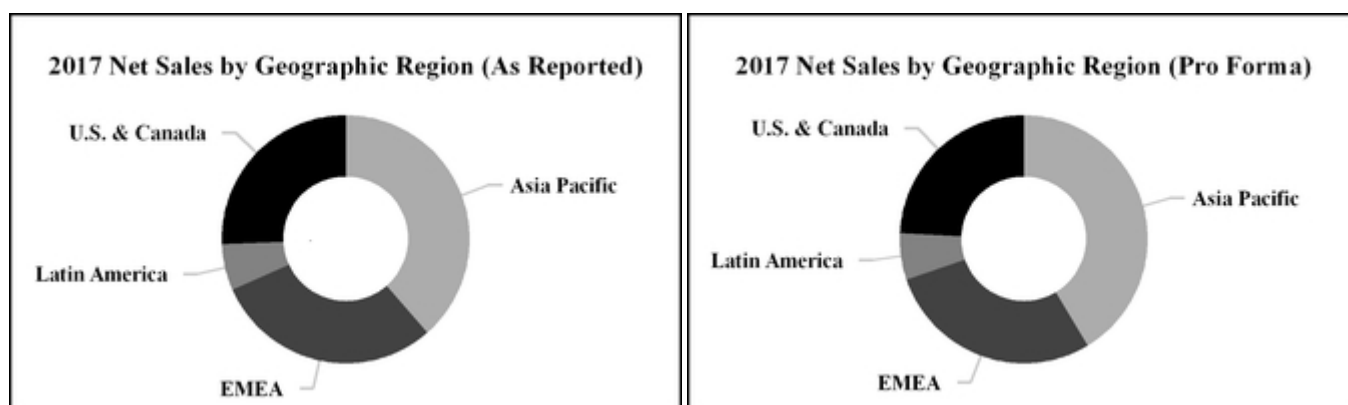 2017 Net Sales by Geographic Region (As Reported)
U.S. & Canada
Asia Pacific
Latin America
EMEA
2017 Net Sales by Geographic Region (Pro Forma)
U.S. & Canada
Asia Pacific
Latin America
EMEA